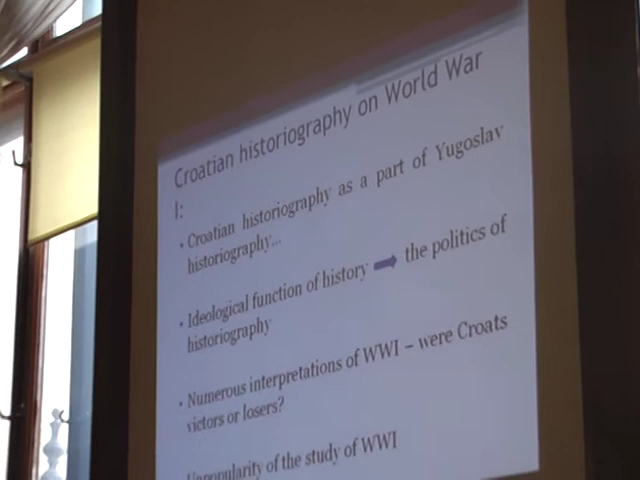 Croatian historiography on World War
I:
• Croatian historiography as a part of Yugoslav
historiography...
• Ideological function of history ➡ the politics of
historiography
• Numerous interpretations of WWI – were Croats
victors or losers?
Unpopularity of the study of WWI